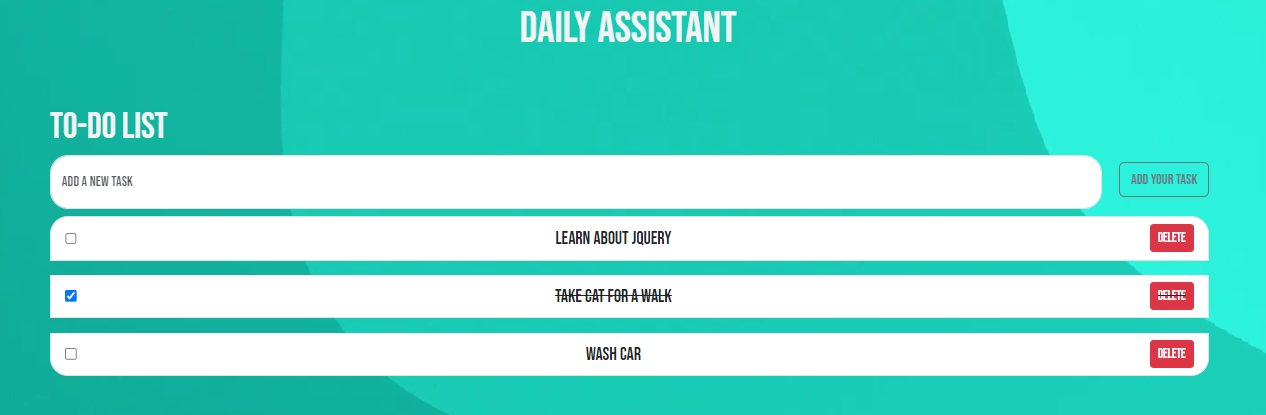 DAILY ASSISTANT
TO-DO LIST
ADD A NEW TASK
ADD YOUR TASK
LEARN ABOUT JQUERY
DELETE
TAKE CAT FOR A WALK
DELETE
WASH CAR
DELETE